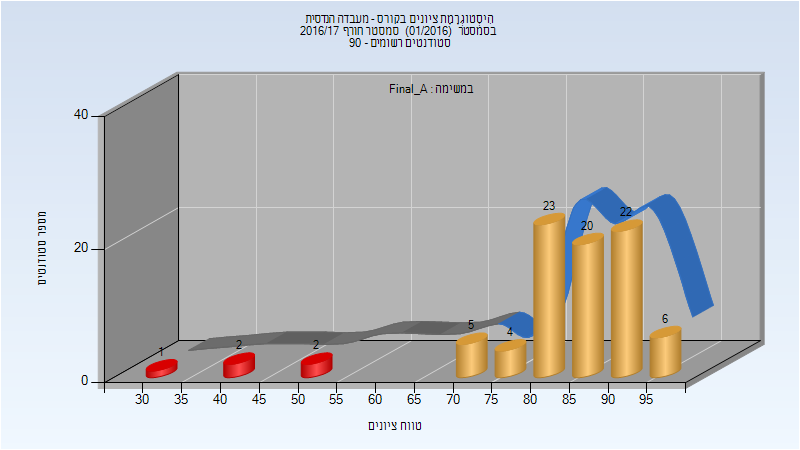 היסטוגרמת ציונים בקורס - מעבדה הנדסית
בסמסטר (01/2016) סמסטר חורף 2016/17
סטודנטים רשומים - 90
במשימה : Final_A
מספר סטודנטים
40
20
0
1
2
2
5
4
23
20
22
6
30 35 40 45 50 55 60 65 70 75 80 85 90 95
טווח ציונים